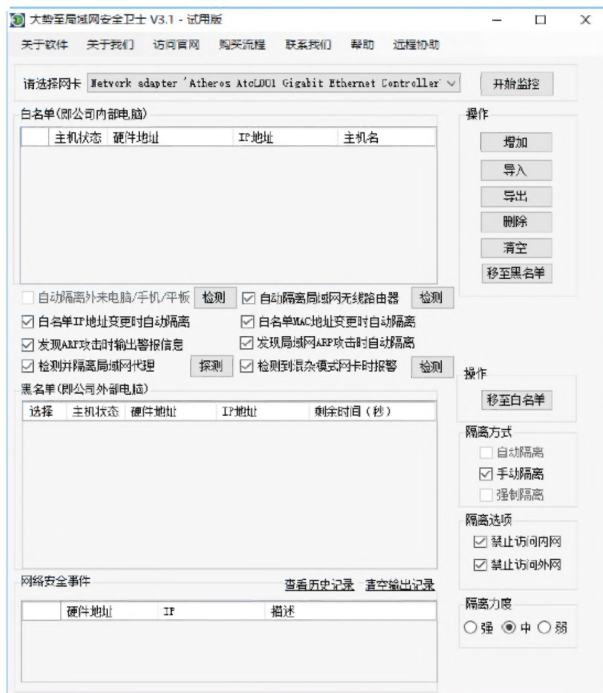 大势至局域网安全卫士 V3.1 - 试用版
关于软件 关于我们 访问官网 购买流程 联系我们 帮助 远程协助
请选择网卡 Network adapter 'Atheros AtcL001 Gigabit Ethernet Controller' 开始监控
白名单(即公司内部电脑)
主机状态 硬件地址 IP地址 主机名
操作
增加
导入
导出
删除
清空
移至黑名单
自动隔离外来电脑/手机/平板 检测 自动隔离局域网无线路由器 检测
白名单IP地址变更时自动隔离 白名单MAC地址变更时自动隔离
发现ARP攻击时输出警报信息 发现局域网ARP攻击时自动隔离
检测并隔离局域网代理 探测 检测到混杂模式网卡时报警 检测
黑名单(即公司外部电脑)
选择 主机状态 硬件地址 IP地址 剩余时间(秒)
操作
移至白名单
隔离方式
自动隔离
手动隔离
强制隔离
隔离选项
禁止访问内网
禁止访问外网
网络安全事件 查看历史记录 清空输出记录
硬件地址 IP 描述
隔离力度
强 中 弱